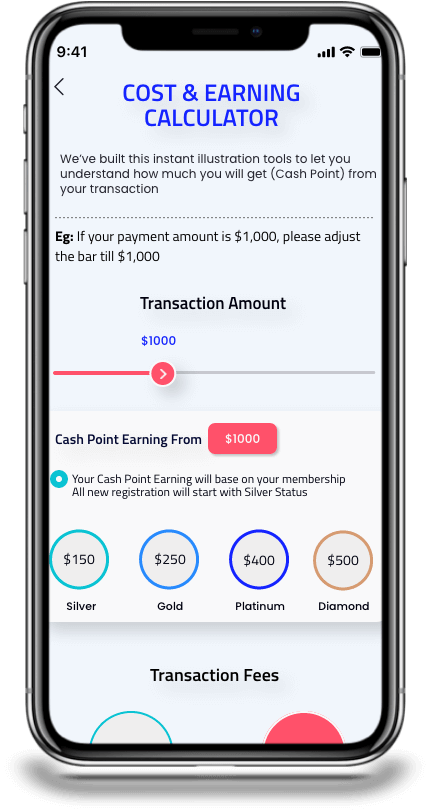 9:41
COST & EARNING
CALCULATOR
We’ve built this instant illustration tools to let you
understand how much you will get (Cash Point) from
your transaction
Eg: If your payment amount is $1,000, please adjust
the bar till $1,000
Transaction Amount
$1000
Cash Point Earning From $1000
Your Cash Point Earning will base on your membership
All new registration will start with Silver Status
$150 $250 $400 $500
Silver Gold Platinum Diamond
Transaction Fees